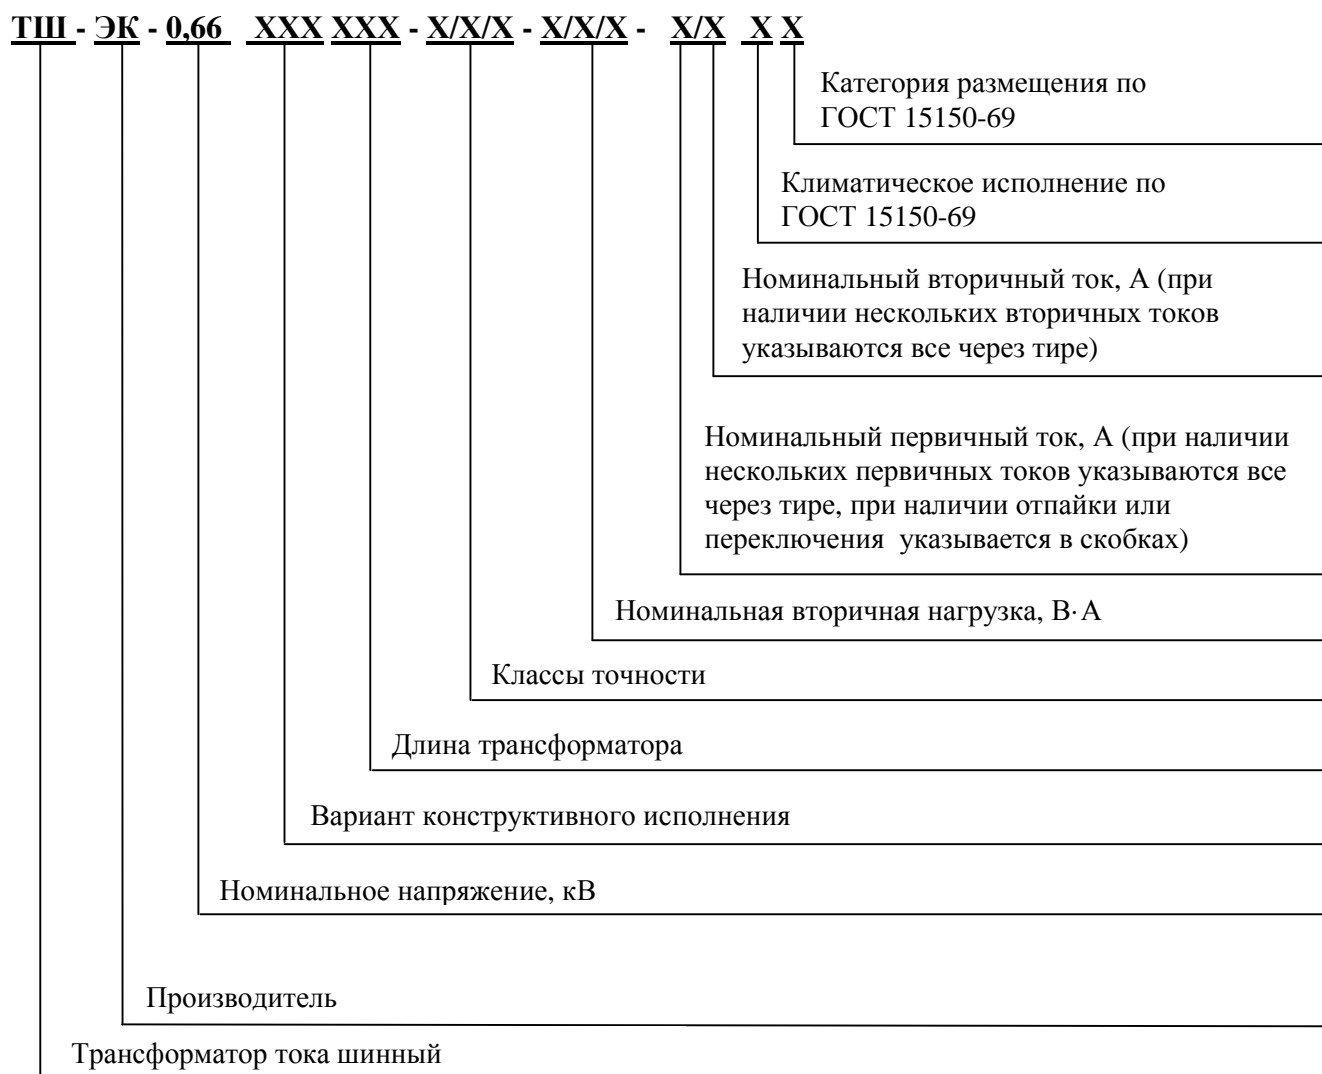 ТШ - ЭК - 0,66 ХХХ ХХХ - Х/Х/Х - Х/Х/Х - Х/Х Х Х
Категория размещения по
ГОСТ 15150-69
Климатическое исполнение по
ГОСТ 15150-69
Номинальный вторичный ток, А (при
наличии нескольких вторичных токов
указываются все через тире)
Номинальный первичный ток, А (при наличии
нескольких первичных токов указываются все
через тире, при наличии отпайки или
переключения указывается в скобках)
Номинальная вторичная нагрузка, В·А
Классы точности
Длина трансформатора
Вариант конструктивного исполнения
Номинальное напряжение, кВ
Производитель
Трансформатор тока шинный